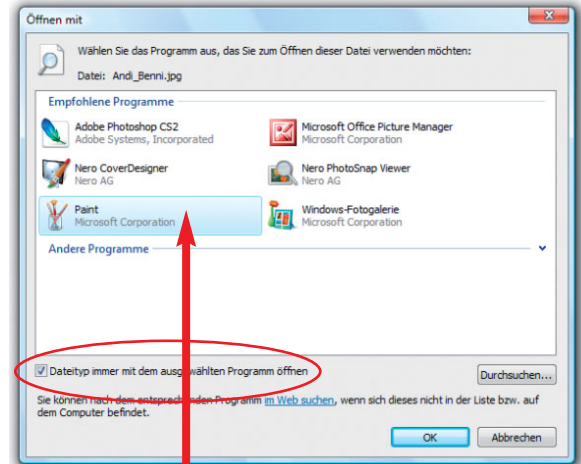 Öffnen mit
Wählen Sie das Programm aus, das Sie zum Öffnen dieser Datei verwenden möchten:
Datei: Andi_Benni.jpg
Empfohlene Programme
Adobe Photoshop CS2
Adobe Systems, Incorporated
Microsoft Office Picture Manager
Microsoft Corporation
Nero CoverDesigner
Nero AG
Nero PhotoSnap Viewer
Nero AG
Paint
Microsoft Corporation
Windows-Fotogalerie
Microsoft Corporation
Andere Programme
Dateityp immer mit dem ausgewählten Programm öffnen
Durchsuchen...
Sie können nach dem entsprechenden Programm im Web suchen, wenn sich dieses nicht in der Liste bzw. auf
dem Computer befindet.
OK
Abbrechen